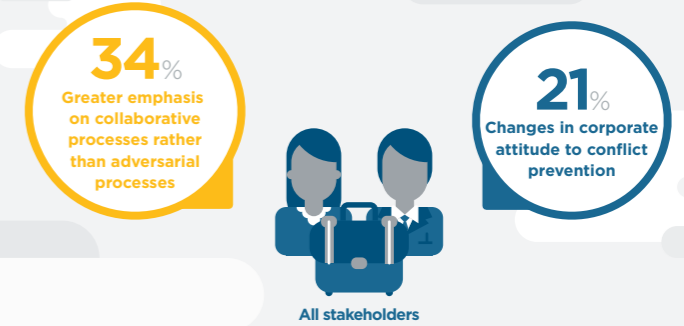 34%
Greater emphasis
on collaborative
processes rather
than adversarial
processes
21%
Changes in corporate
attitude to conflict
prevention
All stakeholders